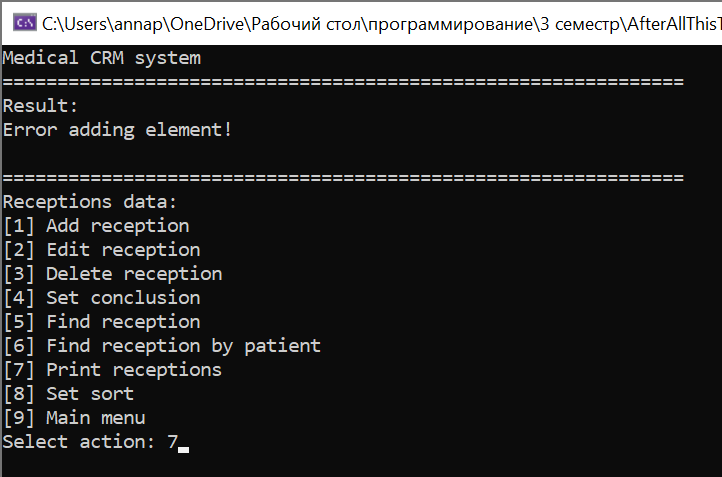 C:\Users\annap\OneDrive\Рабочий стол\программирование\3 семестр\AfterAllThisT
Medical CRM system
==============================================================
Result:
Error adding element!
==============================================================
Receptions data:
[1] Add reception
[2] Edit reception
[3] Delete reception
[4] Set conclusion
[5] Find reception
[6] Find reception by patient
[7] Print receptions
[8] Set sort
[9] Main menu
Select action: 7